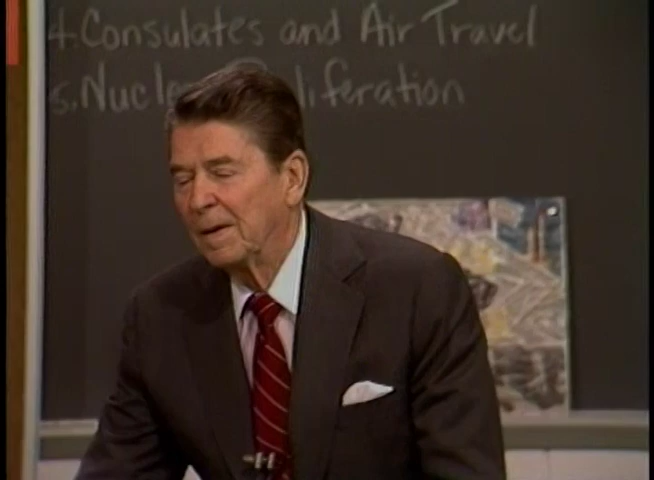 4. Consulates and Air Travel
5. Nucle liferation